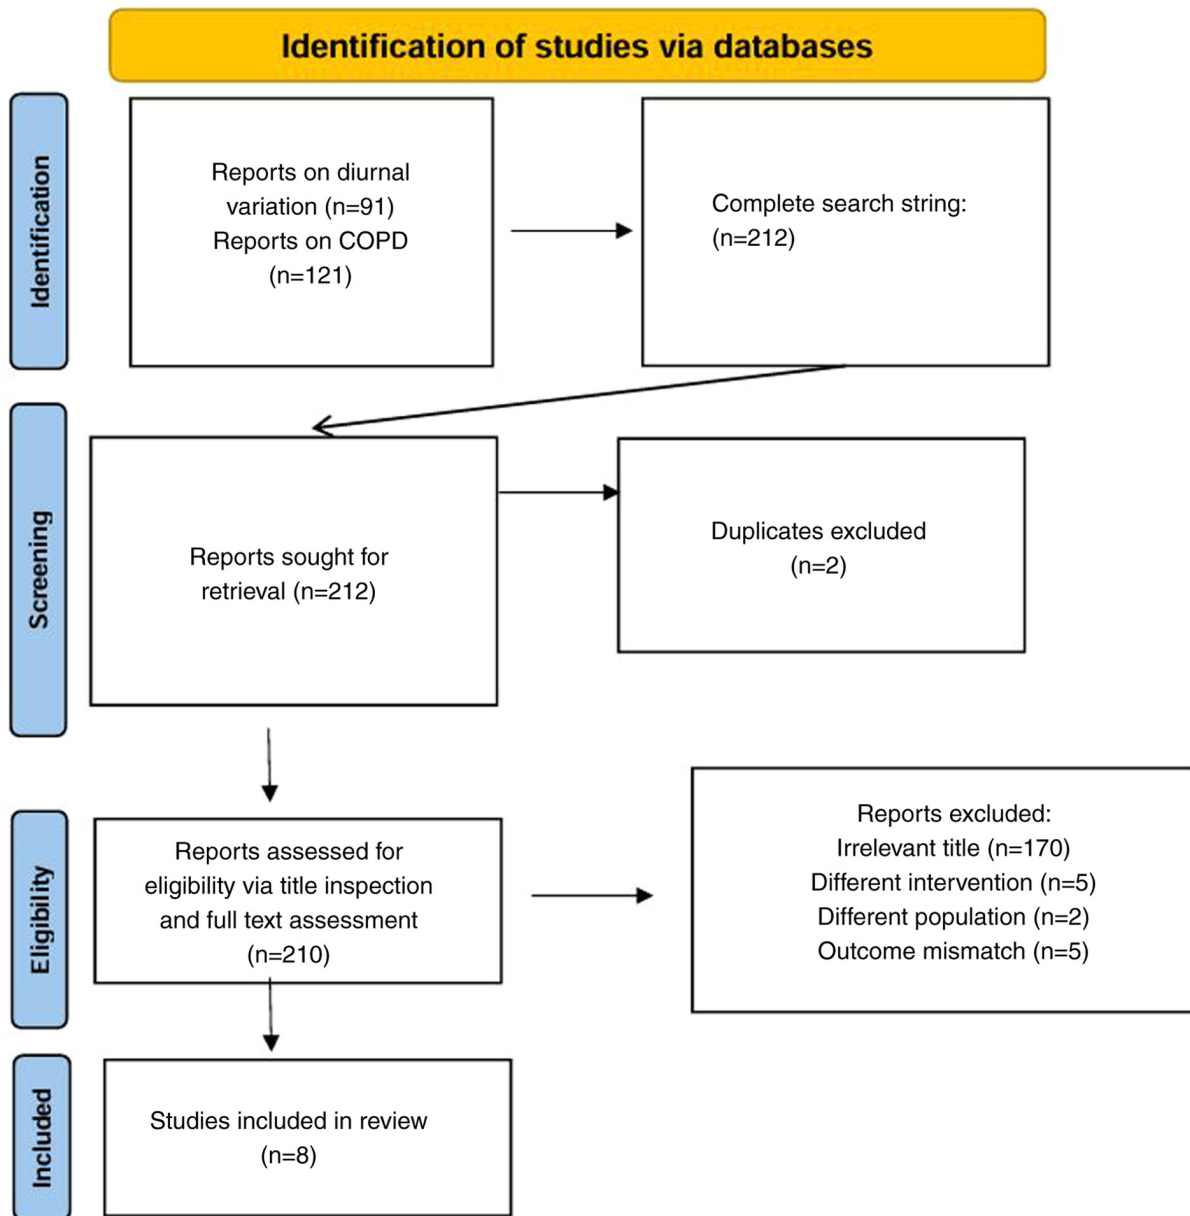 Identification of studies via databases
Identification
Reports on diurnal
variation (n=91)
Reports on COPD
(n=121)
Complete search string:
(n=212)
Screening
Reports sought for
retrieval (n=212)
Duplicates excluded
(n=2)
Eligibility
Reports assessed for
eligibility via title inspection
and full text assessment
(n=210)
Reports excluded:
Irrelevant title (n=170)
Different intervention (n=5)
Different population (n=2)
Outcome mismatch (n=5)
Included
Studies included in review
(n=8)